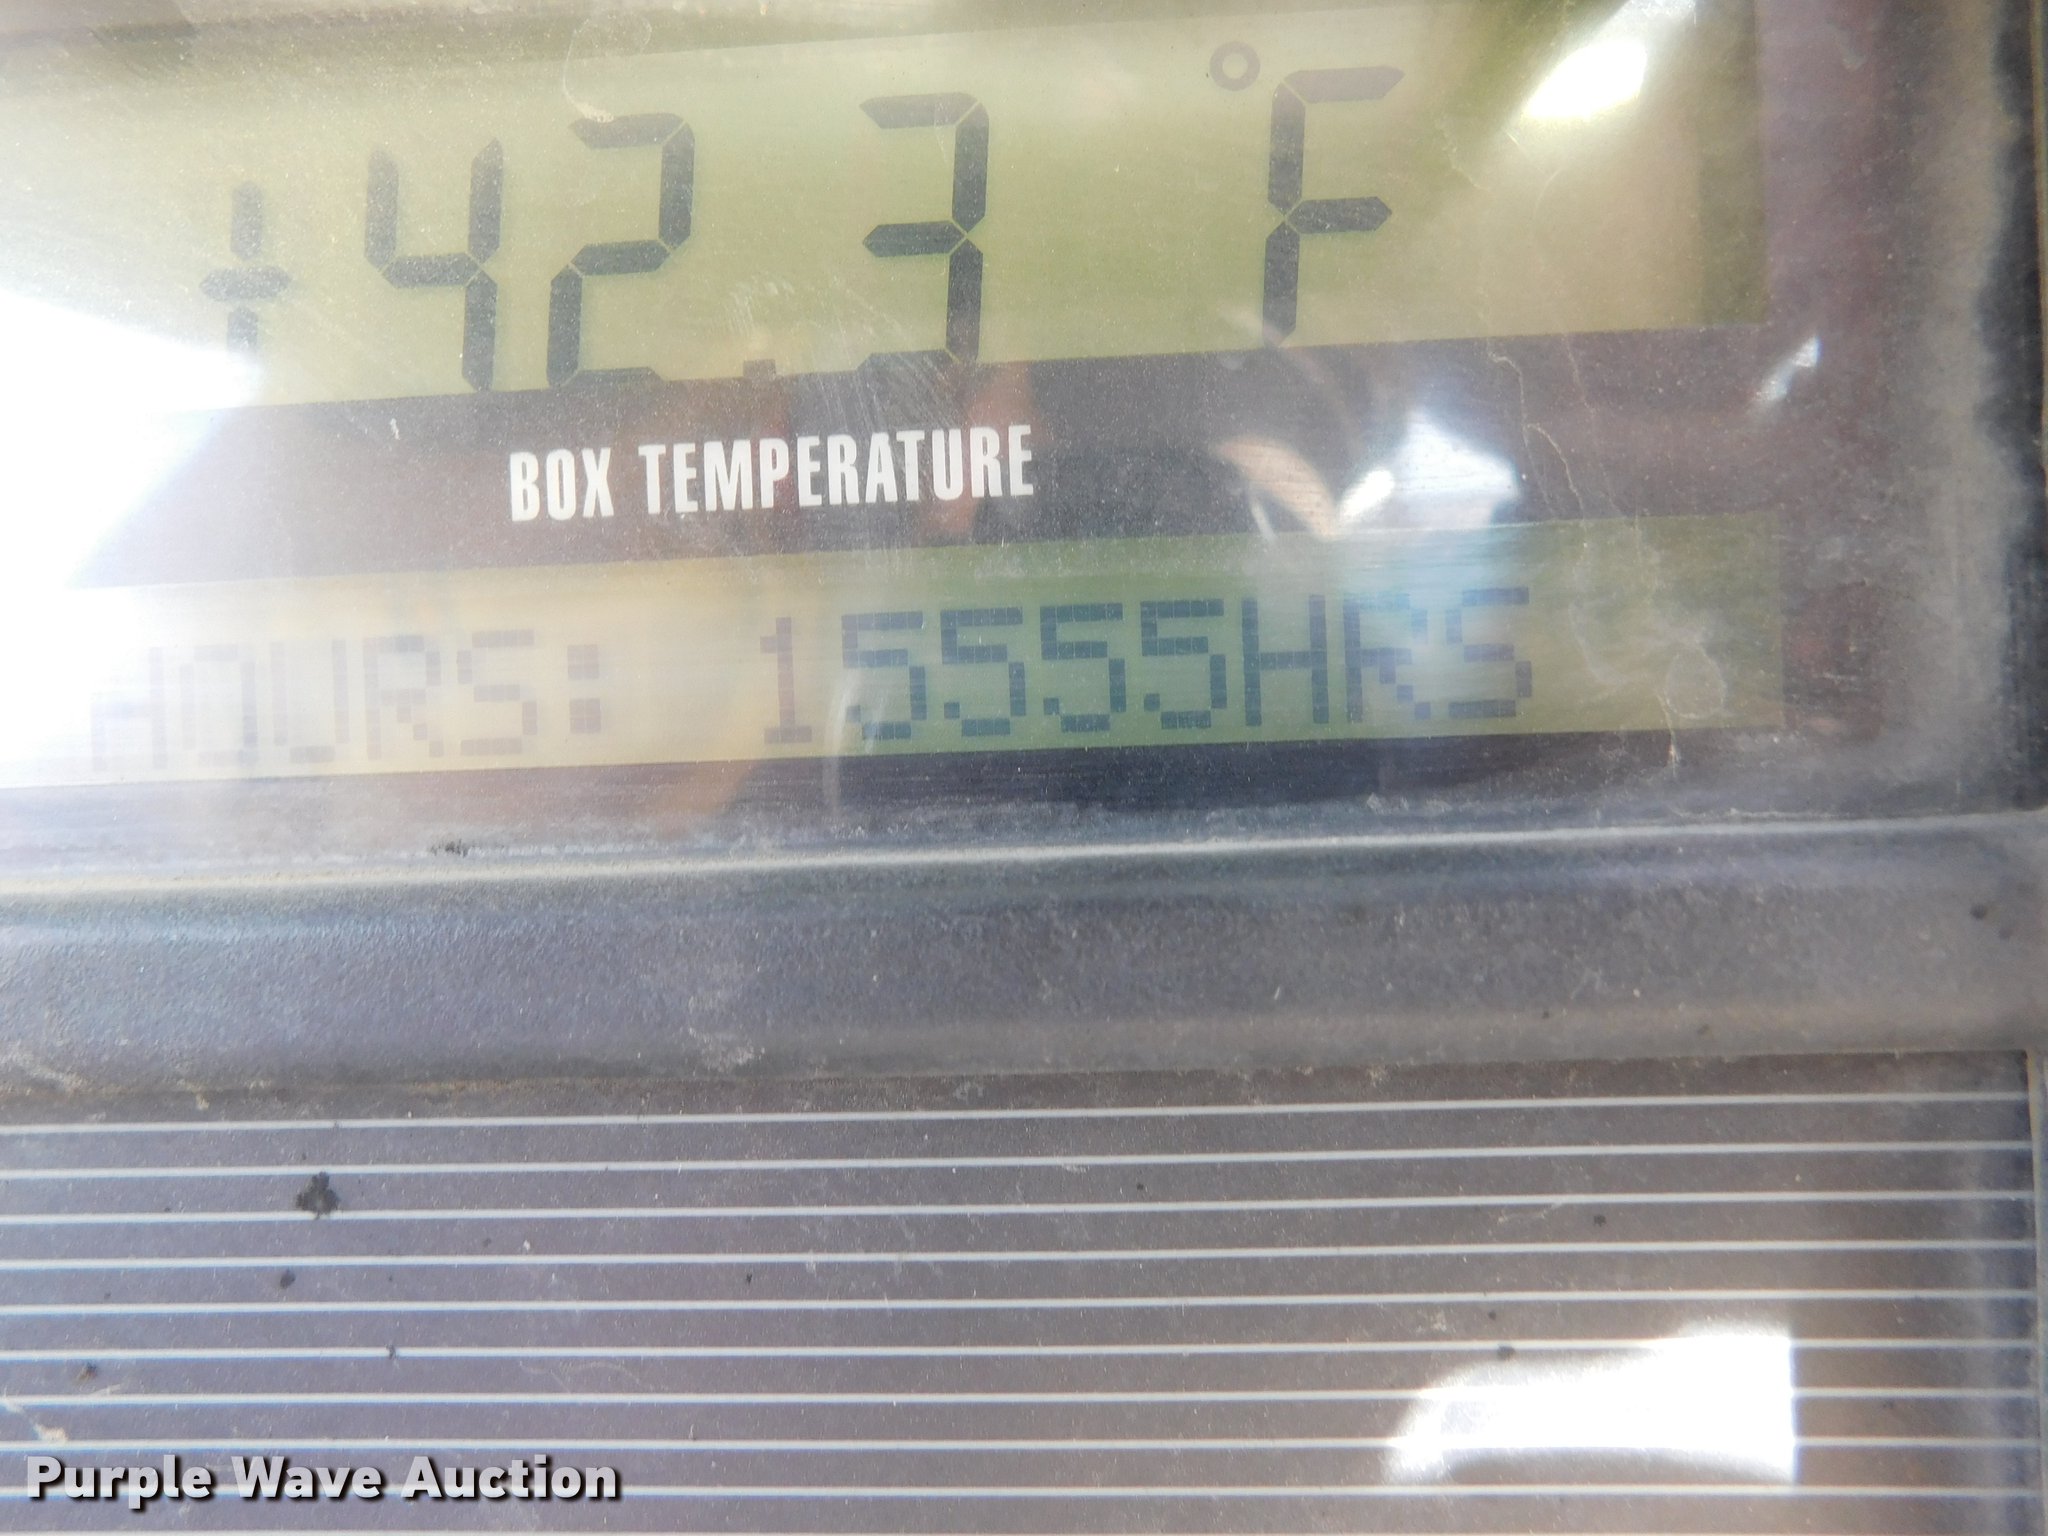 +42.3 °F
BOX TEMPERATURE
HOURS: 15555HRS
Purple Wave Auction